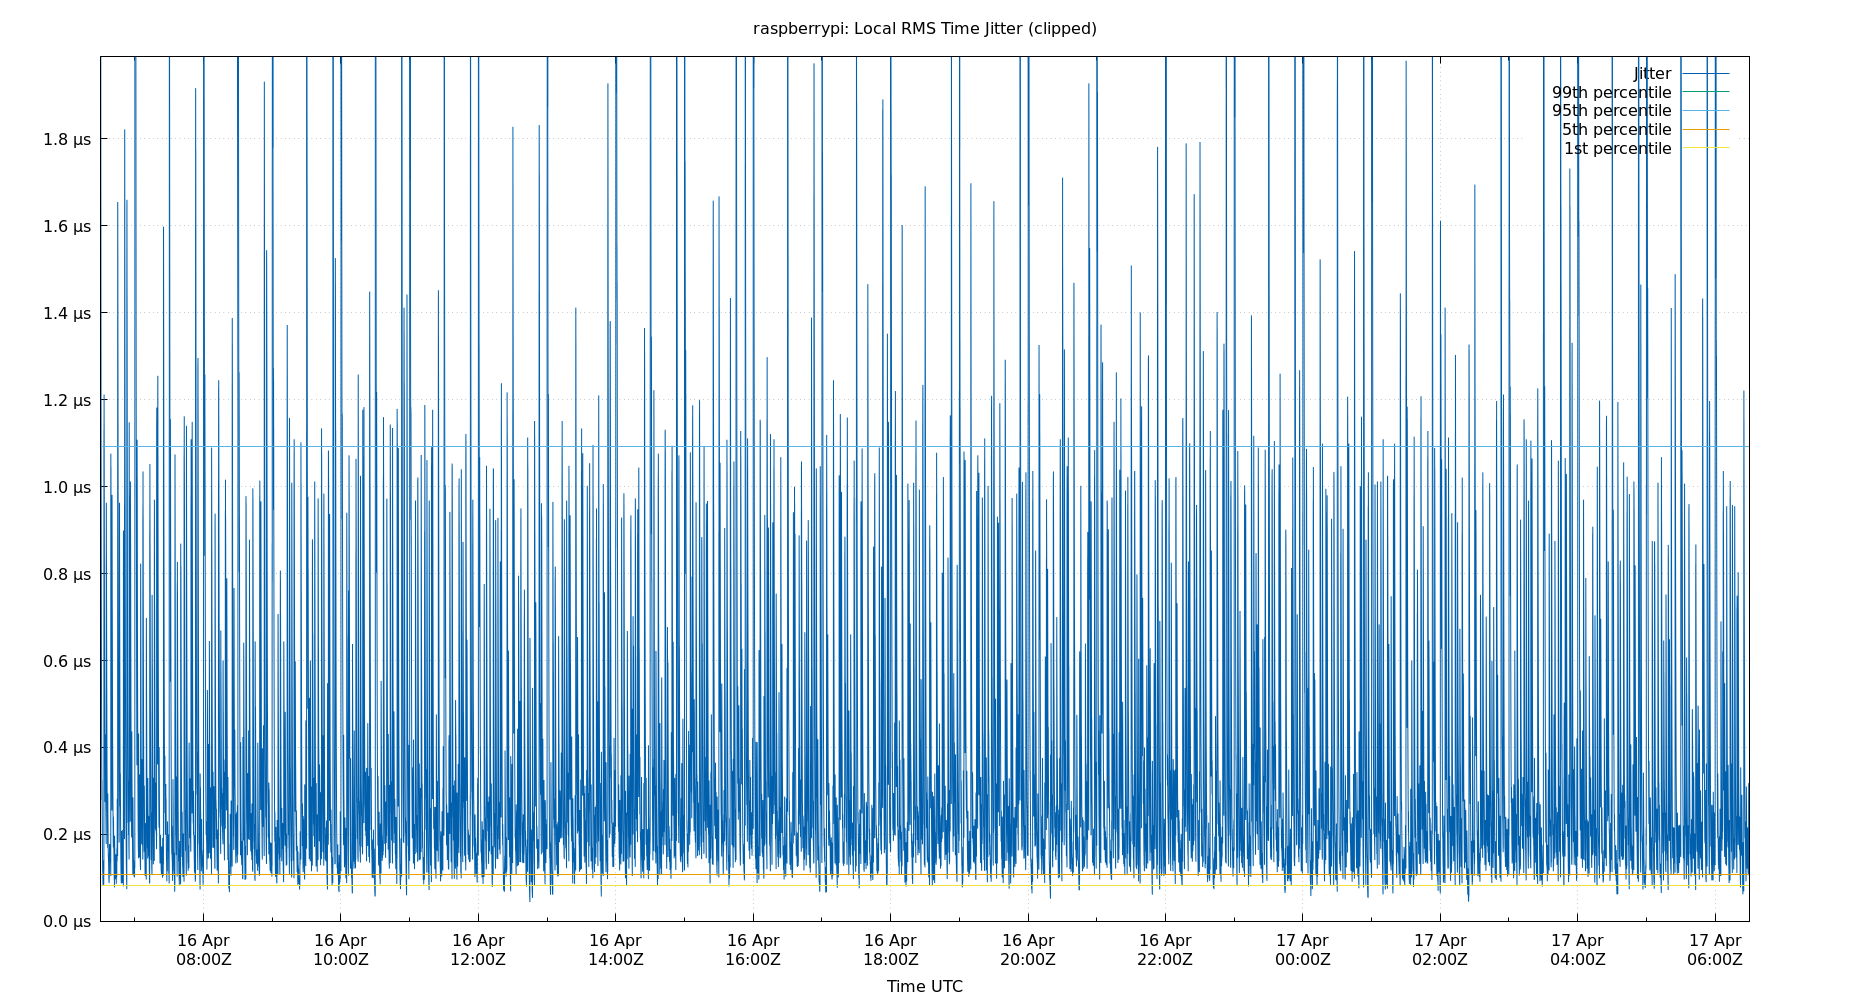 raspberrypi: Local RMS Time Jitter (clipped)
Jitter
99th percentile
95th percentile
5th percentile
1st percentile
1.8 µs
1.6 µs
1.4 µs
1.2 µs
1.0 µs
0.8 µs
0.6 µs
0.4 µs
0.2 µs
0.0 µs
16 Apr 16 Apr 16 Apr 16 Apr 16 Apr 16 Apr 16 Apr 16 Apr 17 Apr 17 Apr 17 Apr 17 Apr
08:00Z 10:00Z 12:00Z 14:00Z 16:00Z 18:00Z 20:00Z 22:00Z 00:00Z 02:00Z 04:00Z 06:00Z
Time UTC